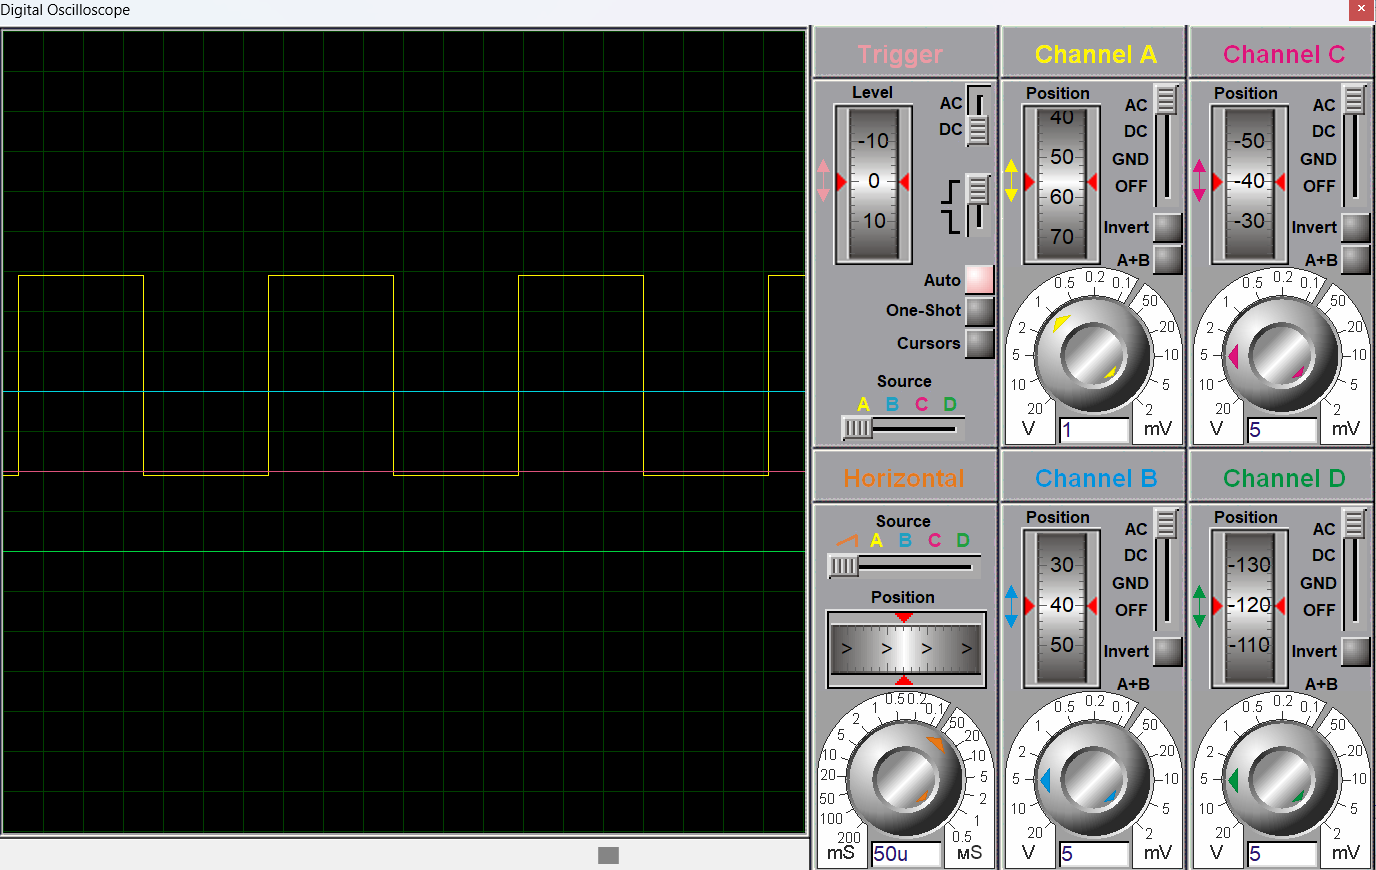 Digital Oscilloscope
Trigger
Level
AC
DC
-10
0
10
Auto
One-Shot
Cursors
Source
A B C D
Channel A
Position
40
50
60
70
AC
DC
GND
OFF
Invert
A+B
20
10
5
2
1
0.5
0.2
0.1
50
20
10
5
2
V
1
mV
Channel C
Position
-50
-40
-30
AC
DC
GND
OFF
Invert
A+B
20
10
5
2
1
0.5
0.2
0.1
50
20
10
5
2
V
5
mV
Horizontal
Source
A B C D
Position
> > > >
200
100
50
20
10
5
2
1
0.5
0.2
0.1
50
20
10
5
2
1
0.5
mS
50u
мS
Channel B
Position
30
40
50
AC
DC
GND
OFF
Invert
A+B
20
10
5
2
1
0.5
0.2
0.1
50
20
10
5
2
V
5
mV
Channel D
Position
-130
-120
-110
AC
DC
GND
OFF
Invert
A+B
20
10
5
2
1
0.5
0.2
0.1
50
20
10
5
2
V
5
mV